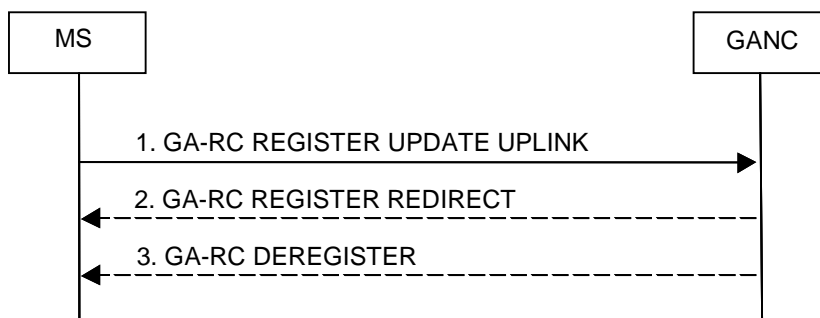 MS
GANC
1. GA-RC REGISTER UPDATE UPLINK
2. GA-RC REGISTER REDIRECT
3. GA-RC DEREGISTER